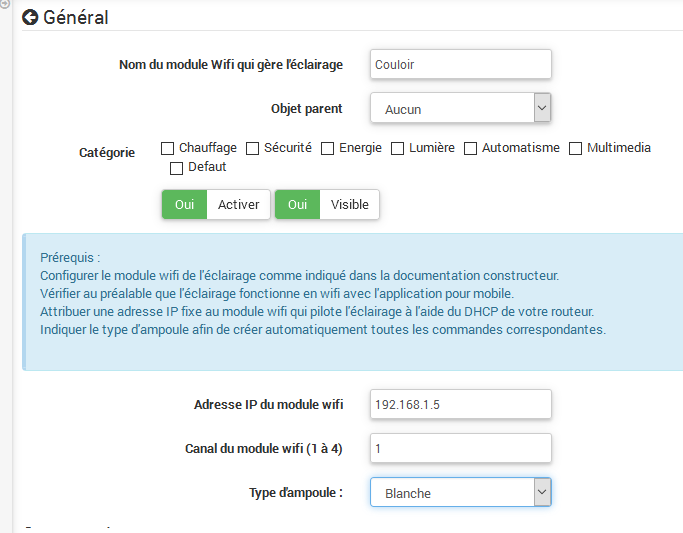 Général
Nom du module Wifi qui gère l'éclairage Couloir
Objet parent Aucun
Catégorie Chauffage Sécurité Energie Lumière Automatisme Multimedia
Defaut
Oui Activer Oui Visible
Prérequis :
Configurer le module wifi de l'éclairage comme indiqué dans la documentation constructeur.
Vérifier au préalable que l'éclairage fonctionne en wifi avec l'application pour mobile.
Attribuer une adresse IP fixe au module wifi qui pilote l'éclairage à l'aide du DHCP de votre routeur.
Indiquer le type d'ampoule afin de créer automatiquement toutes les commandes correspondantes.
Adresse IP du module wifi 192.168.1.5
Canal du module wifi (1 à 4) 1
Type d'ampoule : Blanche